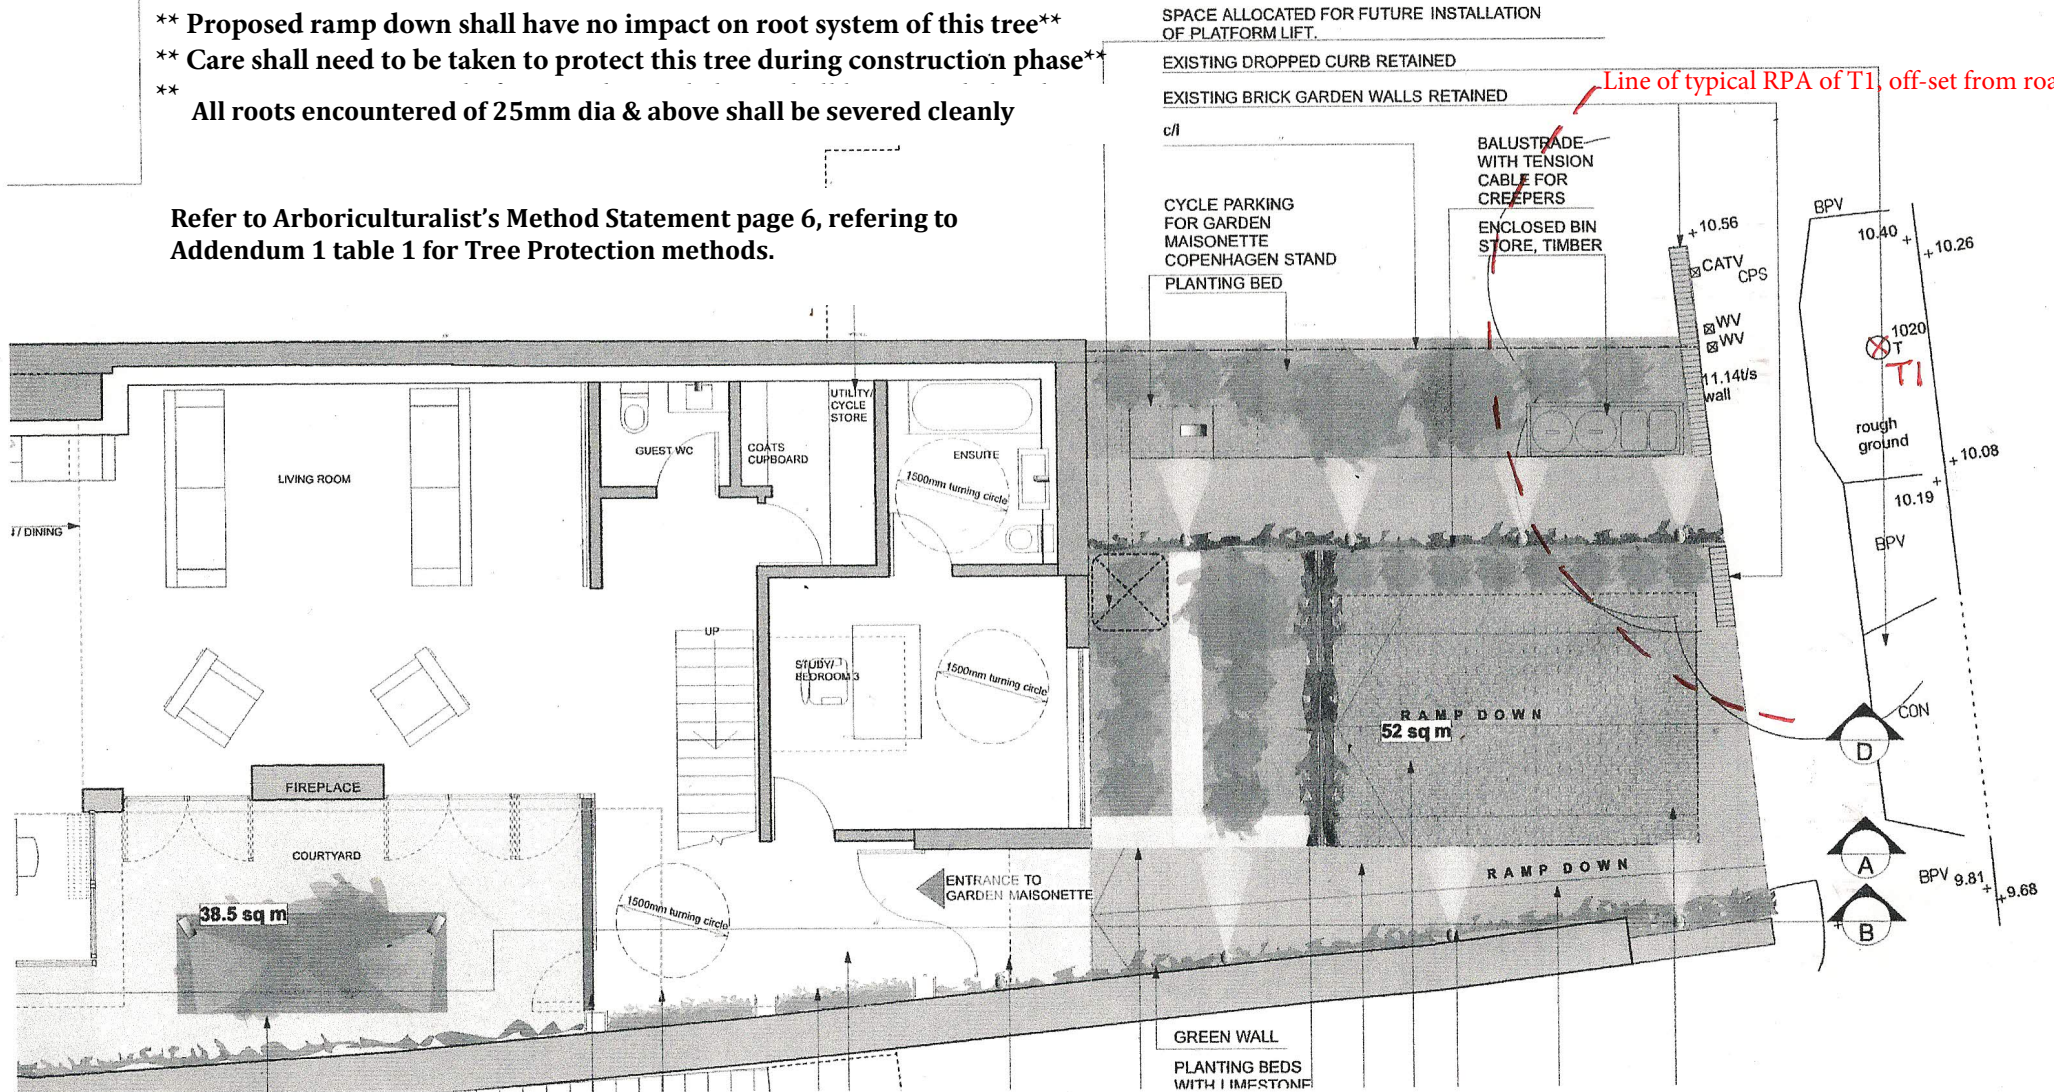 ** Proposed ramp down shall have no impact on root system of this tree**
** Care shall need to be taken to protect this tree during construction phase**
**
All roots encountered of 25mm dia & above shall be severed cleanly
Refer to Arboriculturalist's Method Statement page 6, refering to
Addendum 1 table 1 for Tree Protection methods.
SPACE ALLOCATED FOR FUTURE INSTALLATION
OF PLATFORM LIFT.
EXISTING DROPPED CURB RETAINED
Line of typical RPA of T1, off-set from roa
EXISTING BRICK GARDEN WALLS RETAINED
c/l
BALUSTRADE
WITH TENSION
CABLE FOR
CREEPERS
CYCLE PARKING
FOR GARDEN
MAISONETTE
COPENHAGEN STAND
ENCLOSED BIN
STORE, TIMBER
PLANTING BED
BPV
10.56
10.40
10.26
CATV
CPS
WV
WV
1020
T
T1
11.14t/s
wall
rough
ground
10.08
10.19
BPV
CON
D
A
BPV
9.81
9.68
B
UTILITY/
CYCLE
STORE
GUEST WC
COATS
CUPBOARD
ENSUITE
1500mm turning circle
LIVING ROOM
/ DINING
UP
STUDY/
BEDROOM 3
1500mm turning circle
RAMP DOWN
52 sq m
FIREPLACE
COURTYARD
RAMP DOWN
ENTRANCE TO
GARDEN MAISONETTE
38.5 sq m
1500mm turning circle
GREEN WALL
PLANTING BEDS
WITH LIMESTONE